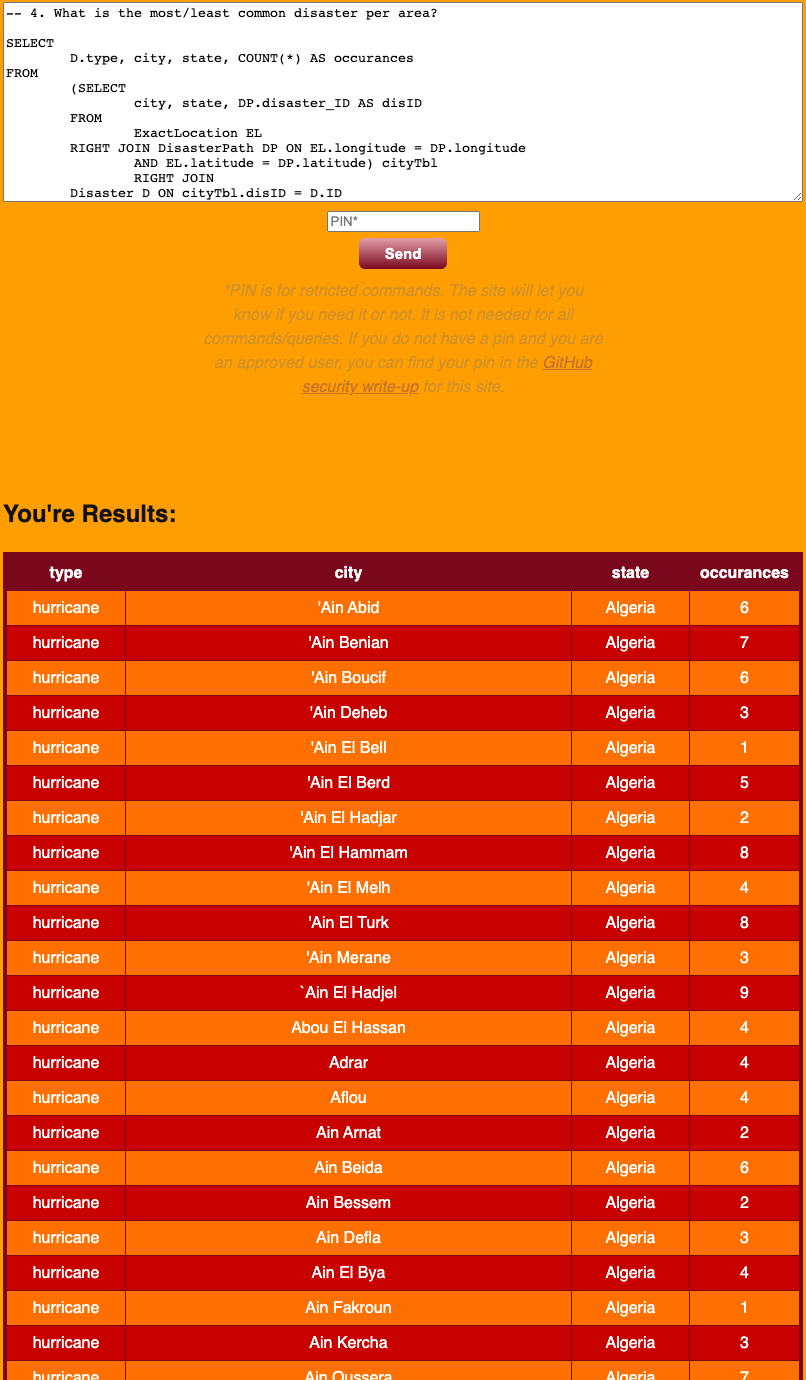 -- 4. What is the most/least common disaster per area?
SELECT
D.type, city, state, COUNT(*) AS occurances
FROM
(SELECT
city, state, DP.disaster_ID AS disID
FROM
ExactLocation EL
RIGHT JOIN DisasterPath DP ON EL.longitude = DP.longitude
AND EL.latitude = DP.latitude) cityTbl
RIGHT JOIN
Disaster D ON cityTbl.disID = D.ID
PIN*
Send
*PIN is for retricted commands. The site will let you
know if you need it or not. It is not needed for all
commands/queries. If you do not have a pin and you are
an approved user, you can find your pin in the GitHub
security write-up for this site.
You're Results:
type city state occurances
hurricane 'Ain Abid Algeria 6
hurricane 'Ain Benian Algeria 7
hurricane 'Ain Boucif Algeria 6
hurricane 'Ain Deheb Algeria 3
hurricane 'Ain El Bell Algeria 1
hurricane 'Ain El Berd Algeria 5
hurricane 'Ain El Hadjar Algeria 2
hurricane 'Ain El Hammam Algeria 8
hurricane 'Ain El Melh Algeria 4
hurricane 'Ain El Turk Algeria 8
hurricane 'Ain Merane Algeria 3
hurricane `Ain El Hadjel Algeria 9
hurricane Abou El Hassan Algeria 4
hurricane Adrar Algeria 4
hurricane Aflou Algeria 4
hurricane Ain Arnat Algeria 2
hurricane Ain Beida Algeria 6
hurricane Ain Bessem Algeria 2
hurricane Ain Defla Algeria 3
hurricane Ain El Bya Algeria 4
hurricane Ain Fakroun Algeria 1
hurricane Ain Kercha Algeria 3
hurricane Ain Oussera Algeria 7